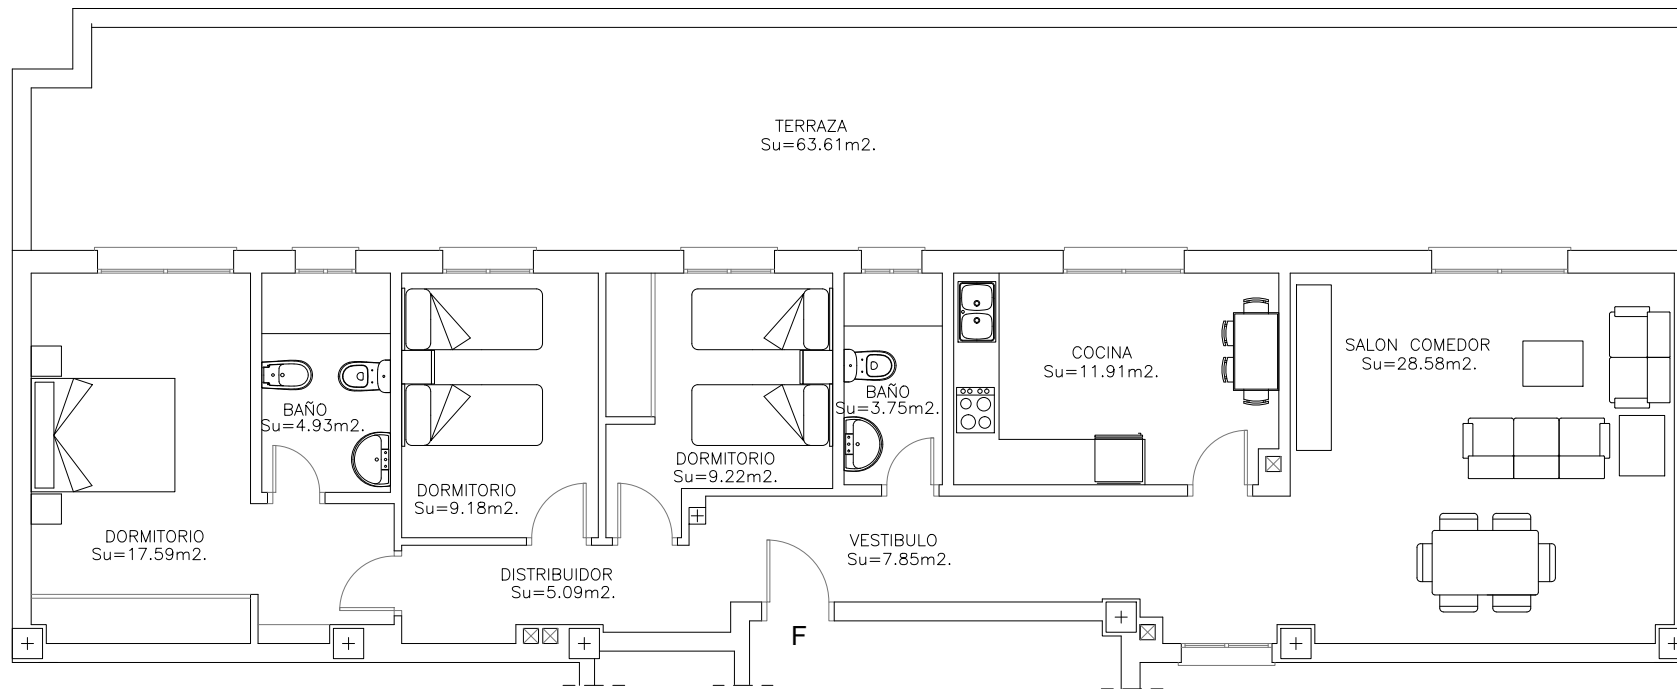 TERRAZA
Su=63.61m2.
COCINA
Su=11.91m2.
SALON COMEDOR
Su=28.58m2.
BAÑO
Su=4.93m2.
BAÑO
Su=3.75m2.
DORMITORIO
Su=9.22m2.
DORMITORIO
Su=9.18m2.
DORMITORIO
Su=17.59m2.
VESTIBULO
Su=7.85m2.
DISTRIBUIDOR
Su=5.09m2.
F